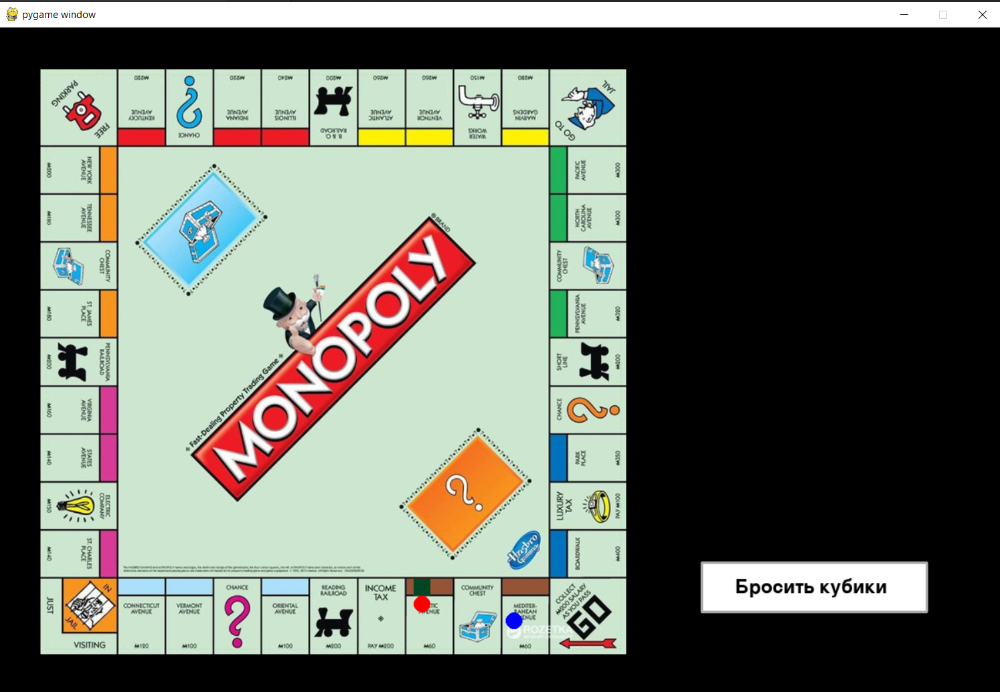 pygame window
FREE
PARKING
M220
KENTUCKY
AVENUE
CHANCE
M220
INDIANA
AVENUE
M240
ILLINOIS
AVENUE
M200
B. & O.
RAILROAD
M260
ATLANTIC
AVENUE
M260
VENTNOR
AVENUE
M150
WATER
WORKS
M280
MARVIN
GARDENS
GO TO
JAIL
NEW YORK
AVENUE
M200
TENNESSEE
AVENUE
M180
COMMUNITY
CHEST
ST. JAMES
PLACE
M180
PENNSYLVANIA
RAILROAD
M200
VIRGINIA
AVENUE
M160
STATES
AVENUE
M140
ELECTRIC
COMPANY
M150
ST. CHARLES
PLACE
M140
PACIFIC
AVENUE
M300
NORTH
CAROLINA
AVENUE
M300
COMMUNITY
CHEST
PENNSYLVANIA
AVENUE
M320
SHORT
LINE
M200
CHANCE
?
PARK
PLACE
M350
LUXURY
TAX
PAY M100
BOARDWALK
M400
® BRAND
MONOPOLY
® Fast-Dealing Property Trading Game ®
?
Hasbro
Gaming
Бросить кубики
JUST
VISITING
IN
JAIL
CONNECTICUT
AVENUE
M120
VERMONT
AVENUE
M100
CHANCE
?
ORIENTAL
AVENUE
M100
READING
RAILROAD
M200
INCOME
TAX
PAY M200
TIC
ENUE
M60
COMMUNITY
CHEST
MEDITER-
RANEAN
ENUE
M60
ROZETKA
COLLECT
M200 SALARY
AS YOU PASS
GO